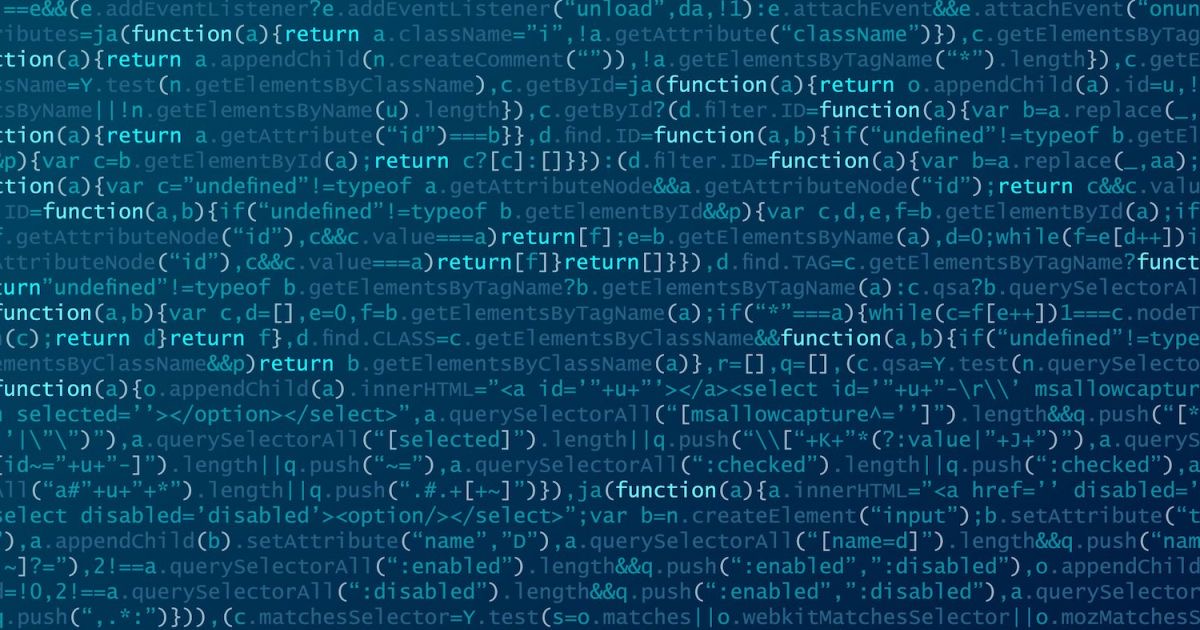 ==e&&(e.addEventListener?e.addEventListener(“unload”,da,!1):e.attachEvent&&e.attachEvent(“onun
ributes=ja(function(a){return a.className=”i”,!a.getAttribute(“className”)}),c.getElementsByTag
tion(a){return a.appendChild(n.createComment(“”)),!a.getElementsByTagName(“*”).length}),c.getE
sName=Y.test(n.getElementsByClassName),c.getById=ja(function(a){return o.appendChild(a).id=u,!
tsByName||!n.getElementsByName(u).length}),c.getById?(d.filter.ID=function(a){var b=a.replace(_,
tion(a){return a.getAttribute(“id”)===b}},d.find.ID=function(a,b){if(“undefined”!=typeof b.getEl
&p){var c=b.getElementById(a);return c?[c]:[]}}):(d.filter.ID=function(a){var b=a.replace(_,aa);
tion(a){var c=”undefined”!=typeof a.getAttributeNode&&a.getAttributeNode(“id”);return c&&c.valu
.ID=function(a,b){if(“undefined”!=typeof b.getElementById&&p){var c,d,e,f=b.getElementById(a);if
f.getAttributeNode(“id”),c&&c.value===a)return[f];e=b.getElementsByName(a),d=0;while(f=e[d++])i
AttributeNode(“id”),c&&c.value===a)return[f]}return[]}}),d.find.TAG=c.getElementsByTagName?funct
turn”undefined”!=typeof b.getElementsByTagName?b.getElementsByTagName(a):c.qsa?b.querySelectorAl
function(a,b){var c,d=[],e=0,f=b.getElementsByTagName(a);if(“*”===a){while(c=f[e++])1===c.nodeT
(c);return d}return f},d.find.CLASS=c.getElementsByClassName&&function(a,b){if(“undefined”!=type
ementsByClassName&&p)return b.getElementsByClassName(a)},r=[],q=[],(c.qsa=Y.test(n.querySelecto
function(a){o.appendChild(a).innerHTML=”<a id=’”+u+”’></a><select id=’”+u+”-\r\\’ msallowcapture
selected=’’></option></select>”,a.querySelectorAll(“[msallowcapture^=’’]”).length&&q.push(“[*
’|\”\”)”),a.querySelectorAll(“[selected]”).length||q.push(“\\[“+K+”*(?:value|”+J+”)”),a.queryS
[id~=”+u+”-]”).length||q.push(“~=”),a.querySelectorAll(“:checked”).length||q.push(“:checked”),a
All(“a#”+u+”+*”).length||q.push(“.#.+[+~]”)}),ja(function(a){a.innerHTML=”<a href=’’ disabled=’
select disabled=’disabled’><option/></select>”;var b=n.createElement(“input”);b.setAttribute(“t
”),a.appendChild(b).setAttribute(“name”,”D”),a.querySelectorAll(“[name=d]”).length&&q.push(“nam
~]?=”),2!==a.querySelectorAll(“:enabled”).length&&q.push(“:enabled”,”:disabled”),o.appendChild
d=!0,2!==a.querySelectorAll(“:disabled”).length&&q.push(“:enabled”,”:disabled”),a.querySelectorA
q.push(“,.*:”)})),(c.matchesSelector=Y.test(s=o.matches||o.webkitMatchesSelector||o.mozMatchesS